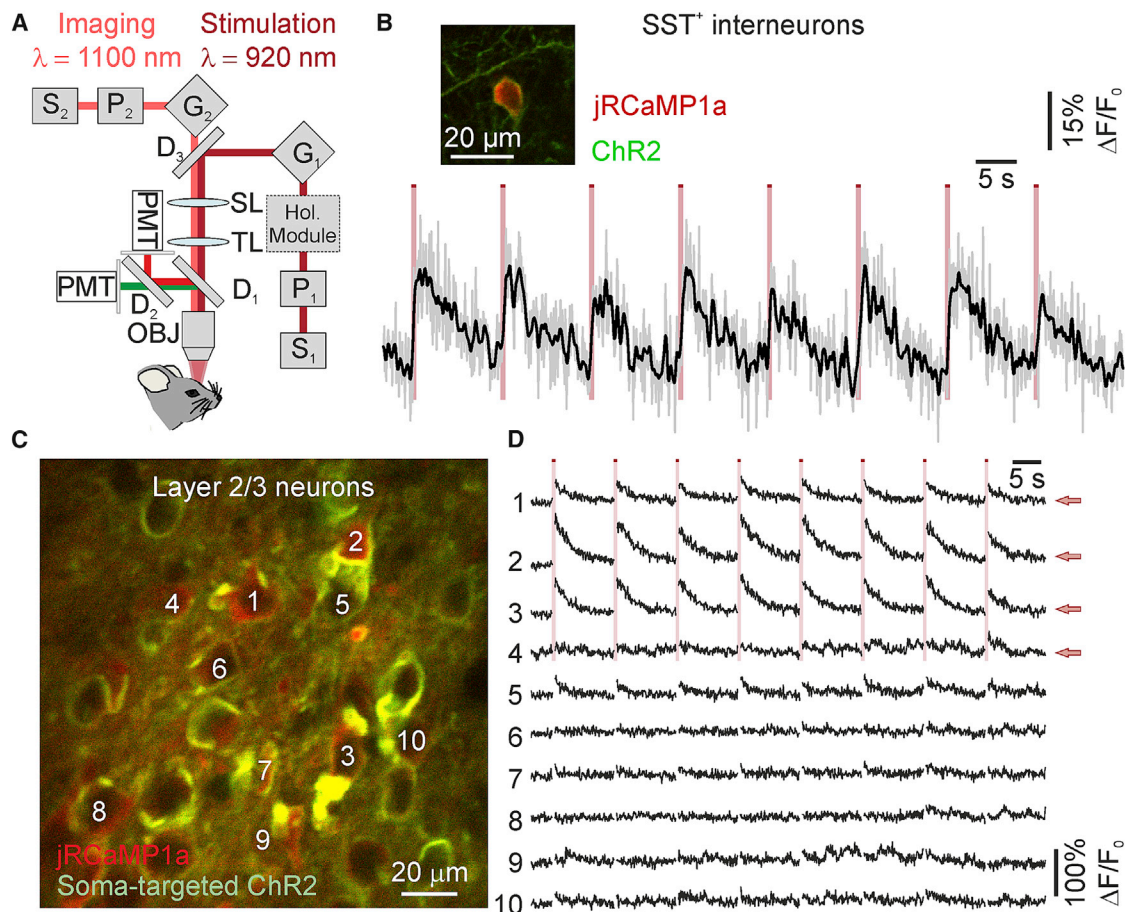 A
Imaging
λ = 1100 nm
Stimulation
λ = 920 nm
S2
P2
G2
D3
G1
SL
TL
Hol.
Module
PMT
PMT
D2
D1
OBJ
P1
S1
B
SST+ interneurons
jRCaMP1a
ChR2
20 μm
15%
ΔF/F0
5 s
C
Layer 2/3 neurons
2
4
1
5
6
3
10
7
8
9
jRCaMP1a
Soma-targeted ChR2
20 μm
D
5 s
1
2
3
4
5
6
7
8
9
10
100%
ΔF/F0